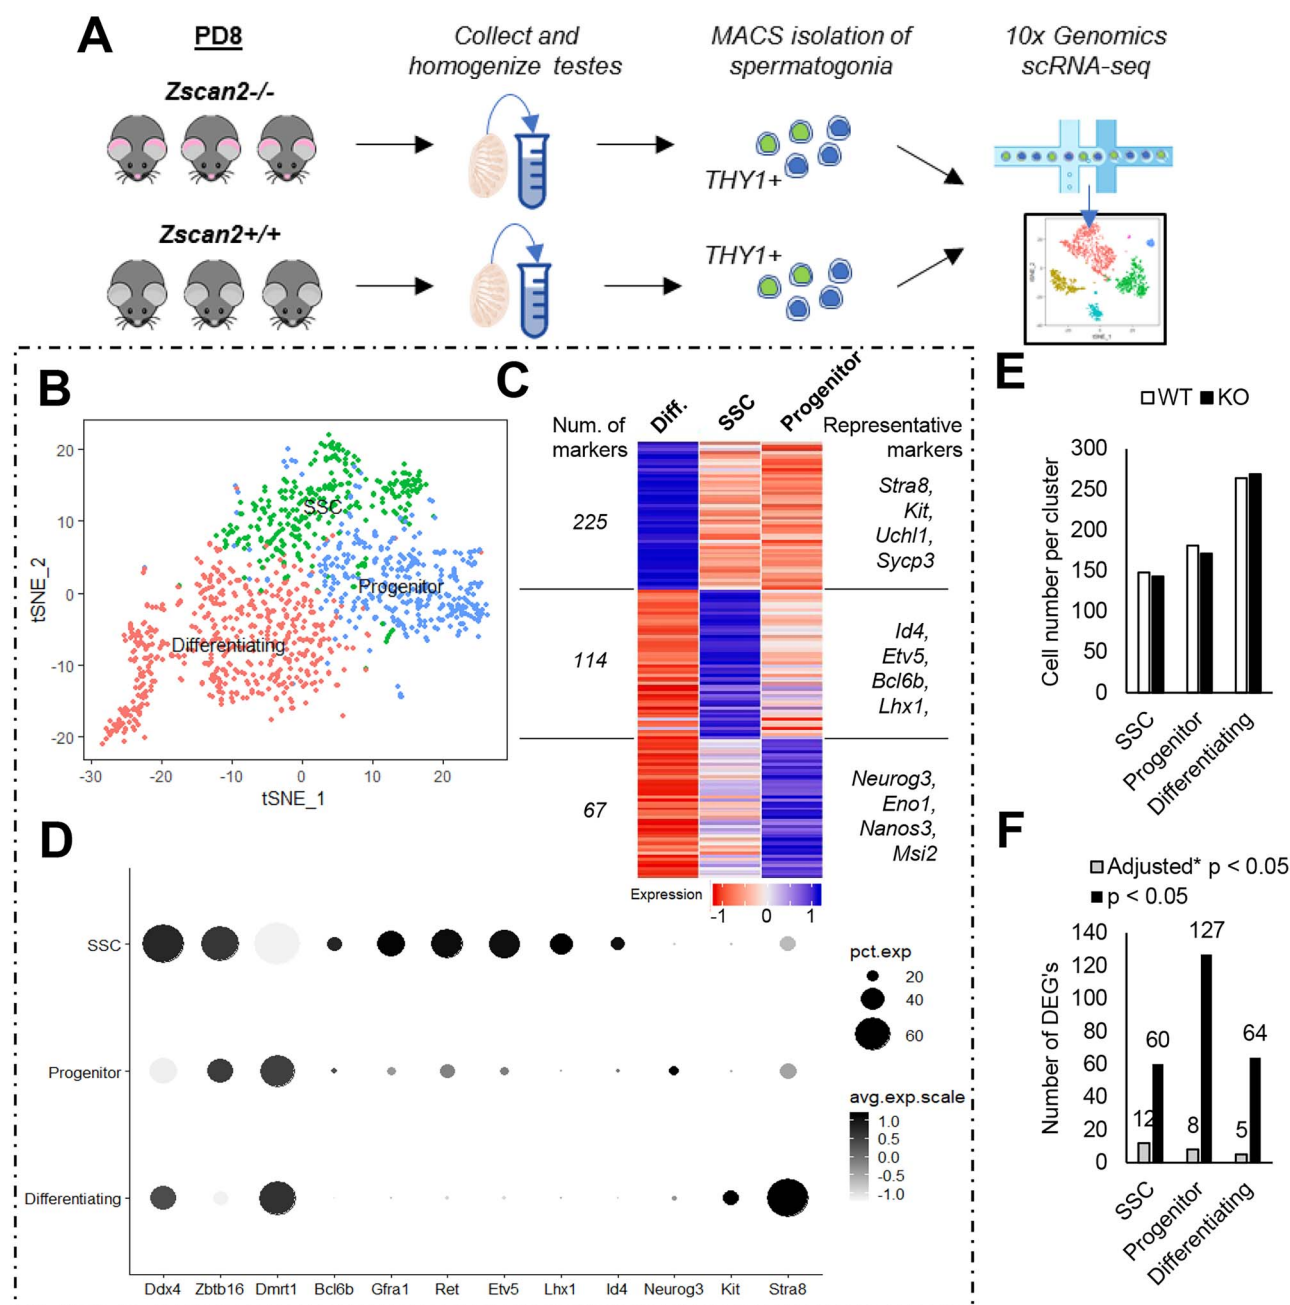 A
PD8
Collect and
homogenize testes
MACS isolation of
spermatogonia
10x Genomics
scRNA-seq
Zscan2-/-
THY1+
Zscan2+/+
THY1+
tSNE_2
tSNE_1
B
tSNE_2
20
10
0
-10
-20
SSC
Progenitor
Differentiating
-30
-20
-10
0
10
20
tSNE_1
C
Num. of
markers
Diff.
SSC
Progenitor
Representative
markers
225
Stra8,
Kit,
Uchl1,
Sycp3
114
Id4,
Etv5,
Bcl6b,
Lhx1,
67
Neurog3,
Eno1,
Nanos3,
Msi2
Expression
-1 0 1
D
SSC
Progenitor
Differentiating
Ddx4 Zbtb16 Dmrt1 Bcl6b Gfra1 Ret Etv5 Lhx1 Id4 Neurog3 Kit Stra8
pct.exp
20
40
60
avg.exp.scale
1.0
0.5
0.0
-0.5
-1.0
E
WT KO
Cell number per cluster
300
250
200
150
100
50
0
SSC
Progenitor
Differentiating
F
Adjusted* p < 0.05
p < 0.05
Number of DEG's
140
120
100
80
60
40
20
0
12
60
8
127
5
64
SSC
Progenitor
Differentiating